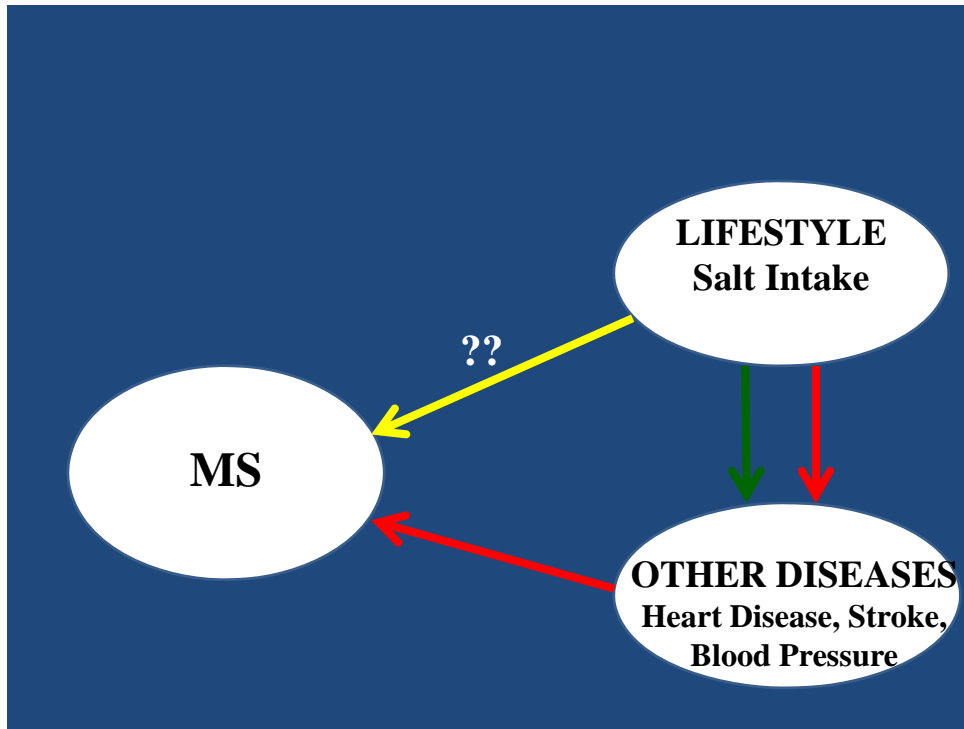 LIFESTYLE
Salt Intake
??
MS
OTHER DISEASES
Heart Disease, Stroke,
Blood Pressure